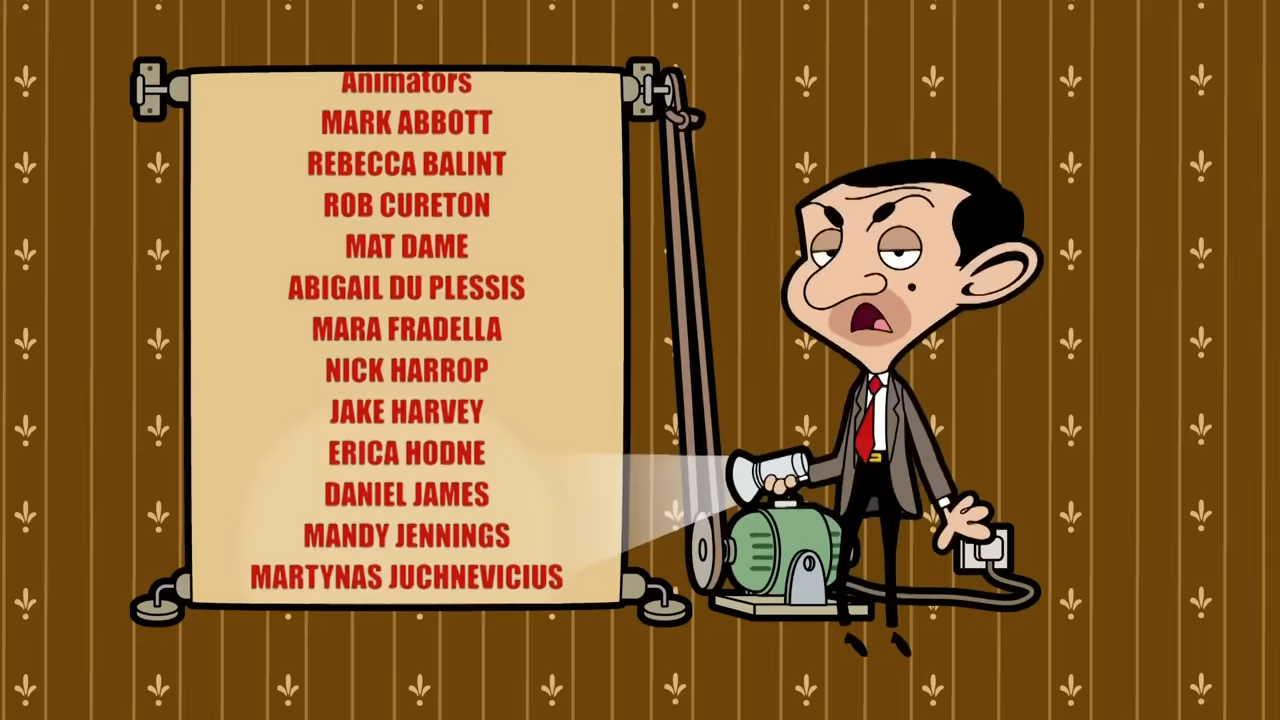 Animators
MARK ABBOTT
REBECCA BALINT
ROB CURETON
MAT DAME
ABIGAIL DU PLESSIS
MARA FRADELLA
NICK HARROP
JAKE HARVEY
ERICA HODNE
DANIEL JAMES
MANDY JENNINGS
MARTYNAS JUCHNEVICIUS